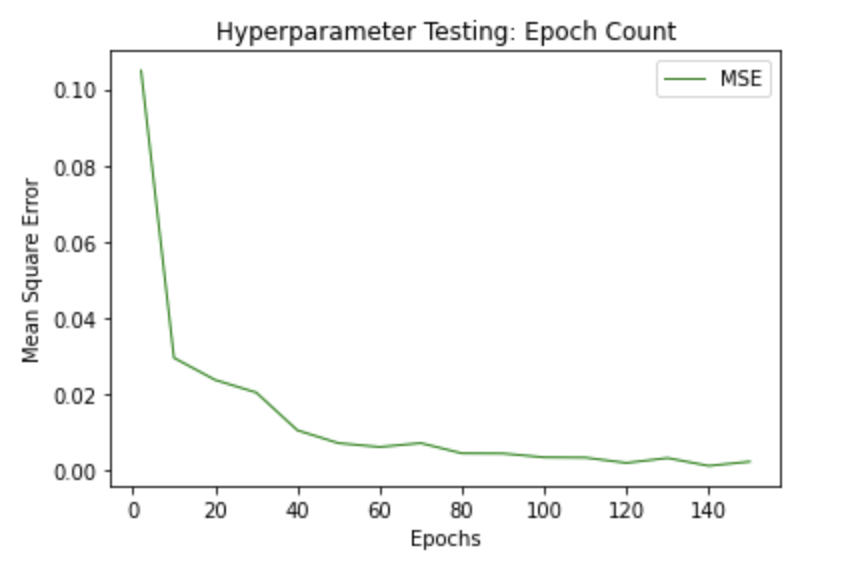 Hyperparameter Testing: Epoch Count
MSE
Mean Square Error
0.10
0.08
0.06
0.04
0.02
0.00
0 20 40 60 80 100 120 140
Epochs